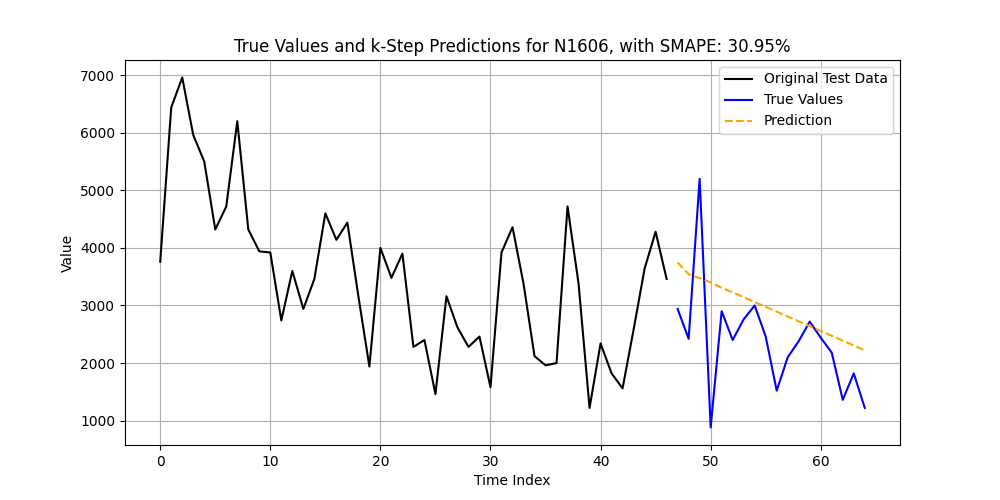 True Values and k-Step Predictions for N1606, with SMAPE: 30.95%
Original Test Data
True Values
Prediction
7000
6000
5000
4000
3000
2000
1000
Value
0 10 20 30 40 50 60
Time Index